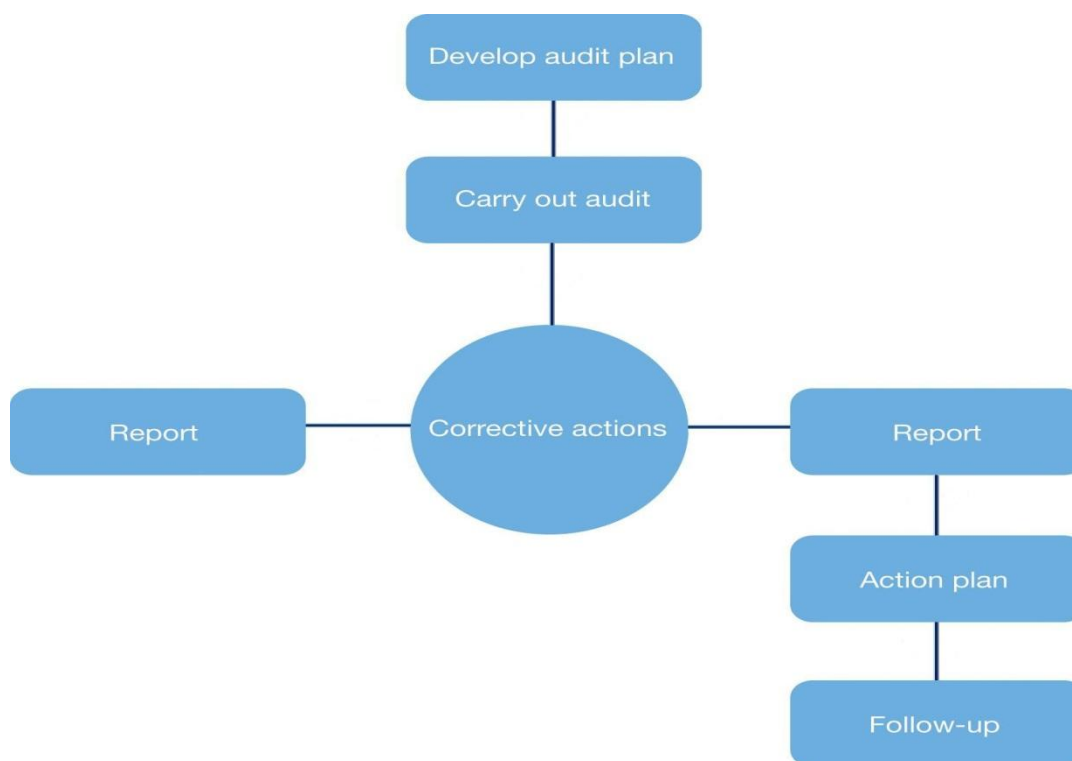 Develop audit plan
Carry out audit
Report
Corrective actions
Report
Action plan
Follow-up